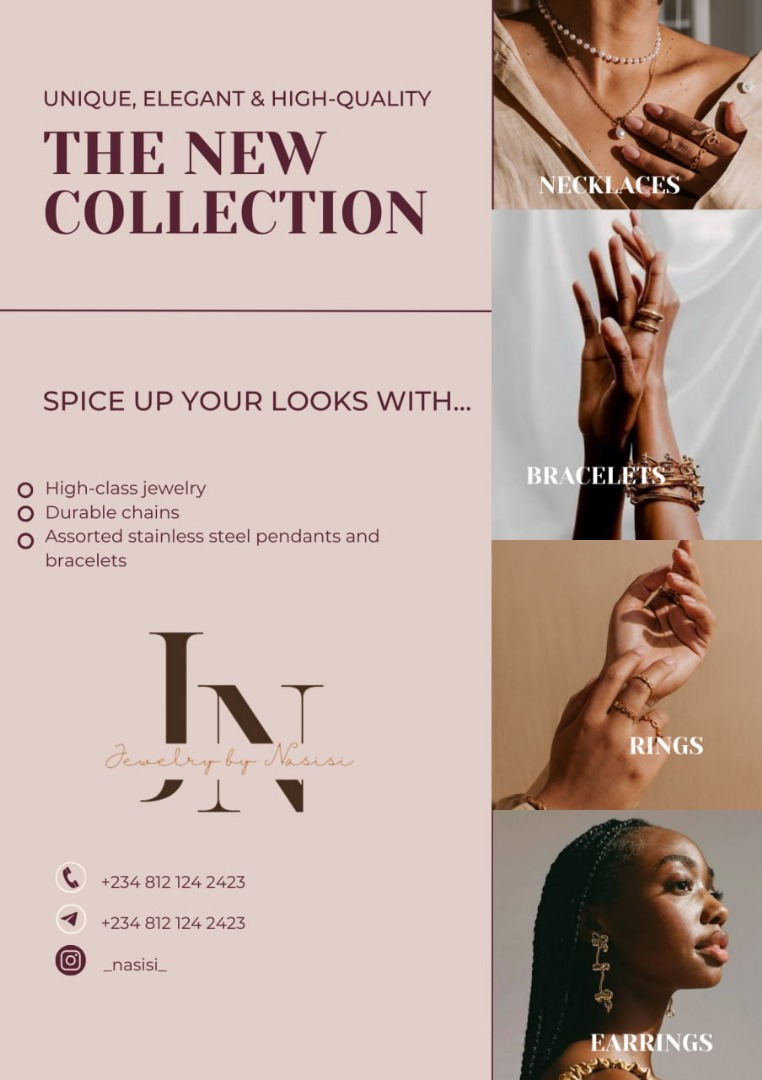 UNIQUE, ELEGANT & HIGH-QUALITY
THE NEW
COLLECTION
SPICE UP YOUR LOOKS WITH...
High-class jewelry
Durable chains
Assorted stainless steel pendants and
bracelets
JN
Jewelry by Nasisi
+234 812 124 2423
+234 812 124 2423
_nasisi_
NECKLACES
BRACELETS
RINGS
EARRINGS